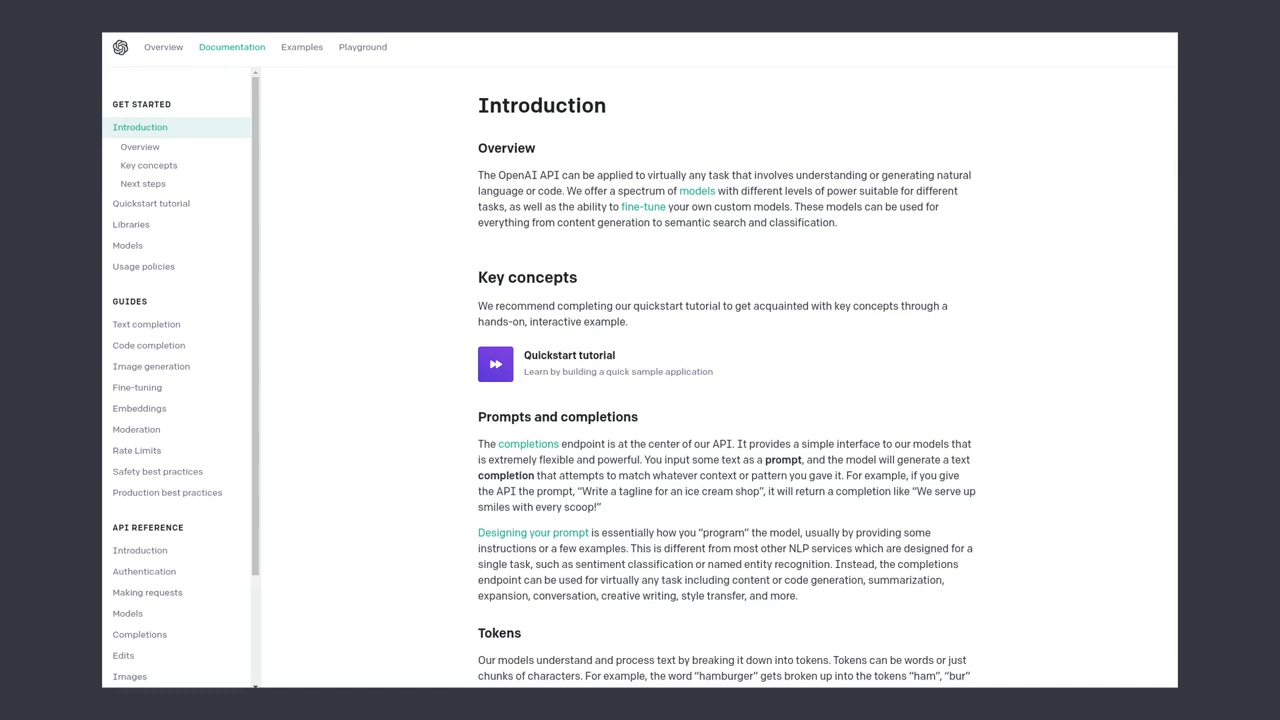 Overview Documentation Examples Playground
GET STARTED
Introduction
Overview
Key concepts
Next steps
Quickstart tutorial
Libraries
Models
Usage policies
GUIDES
Text completion
Code completion
Image generation
Fine-tuning
Embeddings
Moderation
Rate Limits
Safety best practices
Production best practices
API REFERENCE
Introduction
Authentication
Making requests
Models
Completions
Edits
Images
Introduction
Overview
The OpenAI API can be applied to virtually any task that involves understanding or generating natural
language or code. We offer a spectrum of models with different levels of power suitable for different
tasks, as well as the ability to fine-tune your own custom models. These models can be used for
everything from content generation to semantic search and classification.
Key concepts
We recommend completing our quickstart tutorial to get acquainted with key concepts through a
hands-on, interactive example.
Quickstart tutorial
Learn by building a quick sample application
Prompts and completions
The completions endpoint is at the center of our API. It provides a simple interface to our models that
is extremely flexible and powerful. You input some text as a prompt, and the model will generate a text
completion that attempts to match whatever context or pattern you gave it. For example, if you give
the API the prompt, “Write a tagline for an ice cream shop”, it will return a completion like “We serve up
smiles with every scoop!”
Designing your prompt is essentially how you “program” the model, usually by providing some
instructions or a few examples. This is different from most other NLP services which are designed for a
single task, such as sentiment classification or named entity recognition. Instead, the completions
endpoint can be used for virtually any task including content or code generation, summarization,
expansion, conversation, creative writing, style transfer, and more.
Tokens
Our models understand and process text by breaking it down into tokens. Tokens can be words or just
chunks of characters. For example, the word “hamburger” gets broken up into the tokens “ham”, “bur”